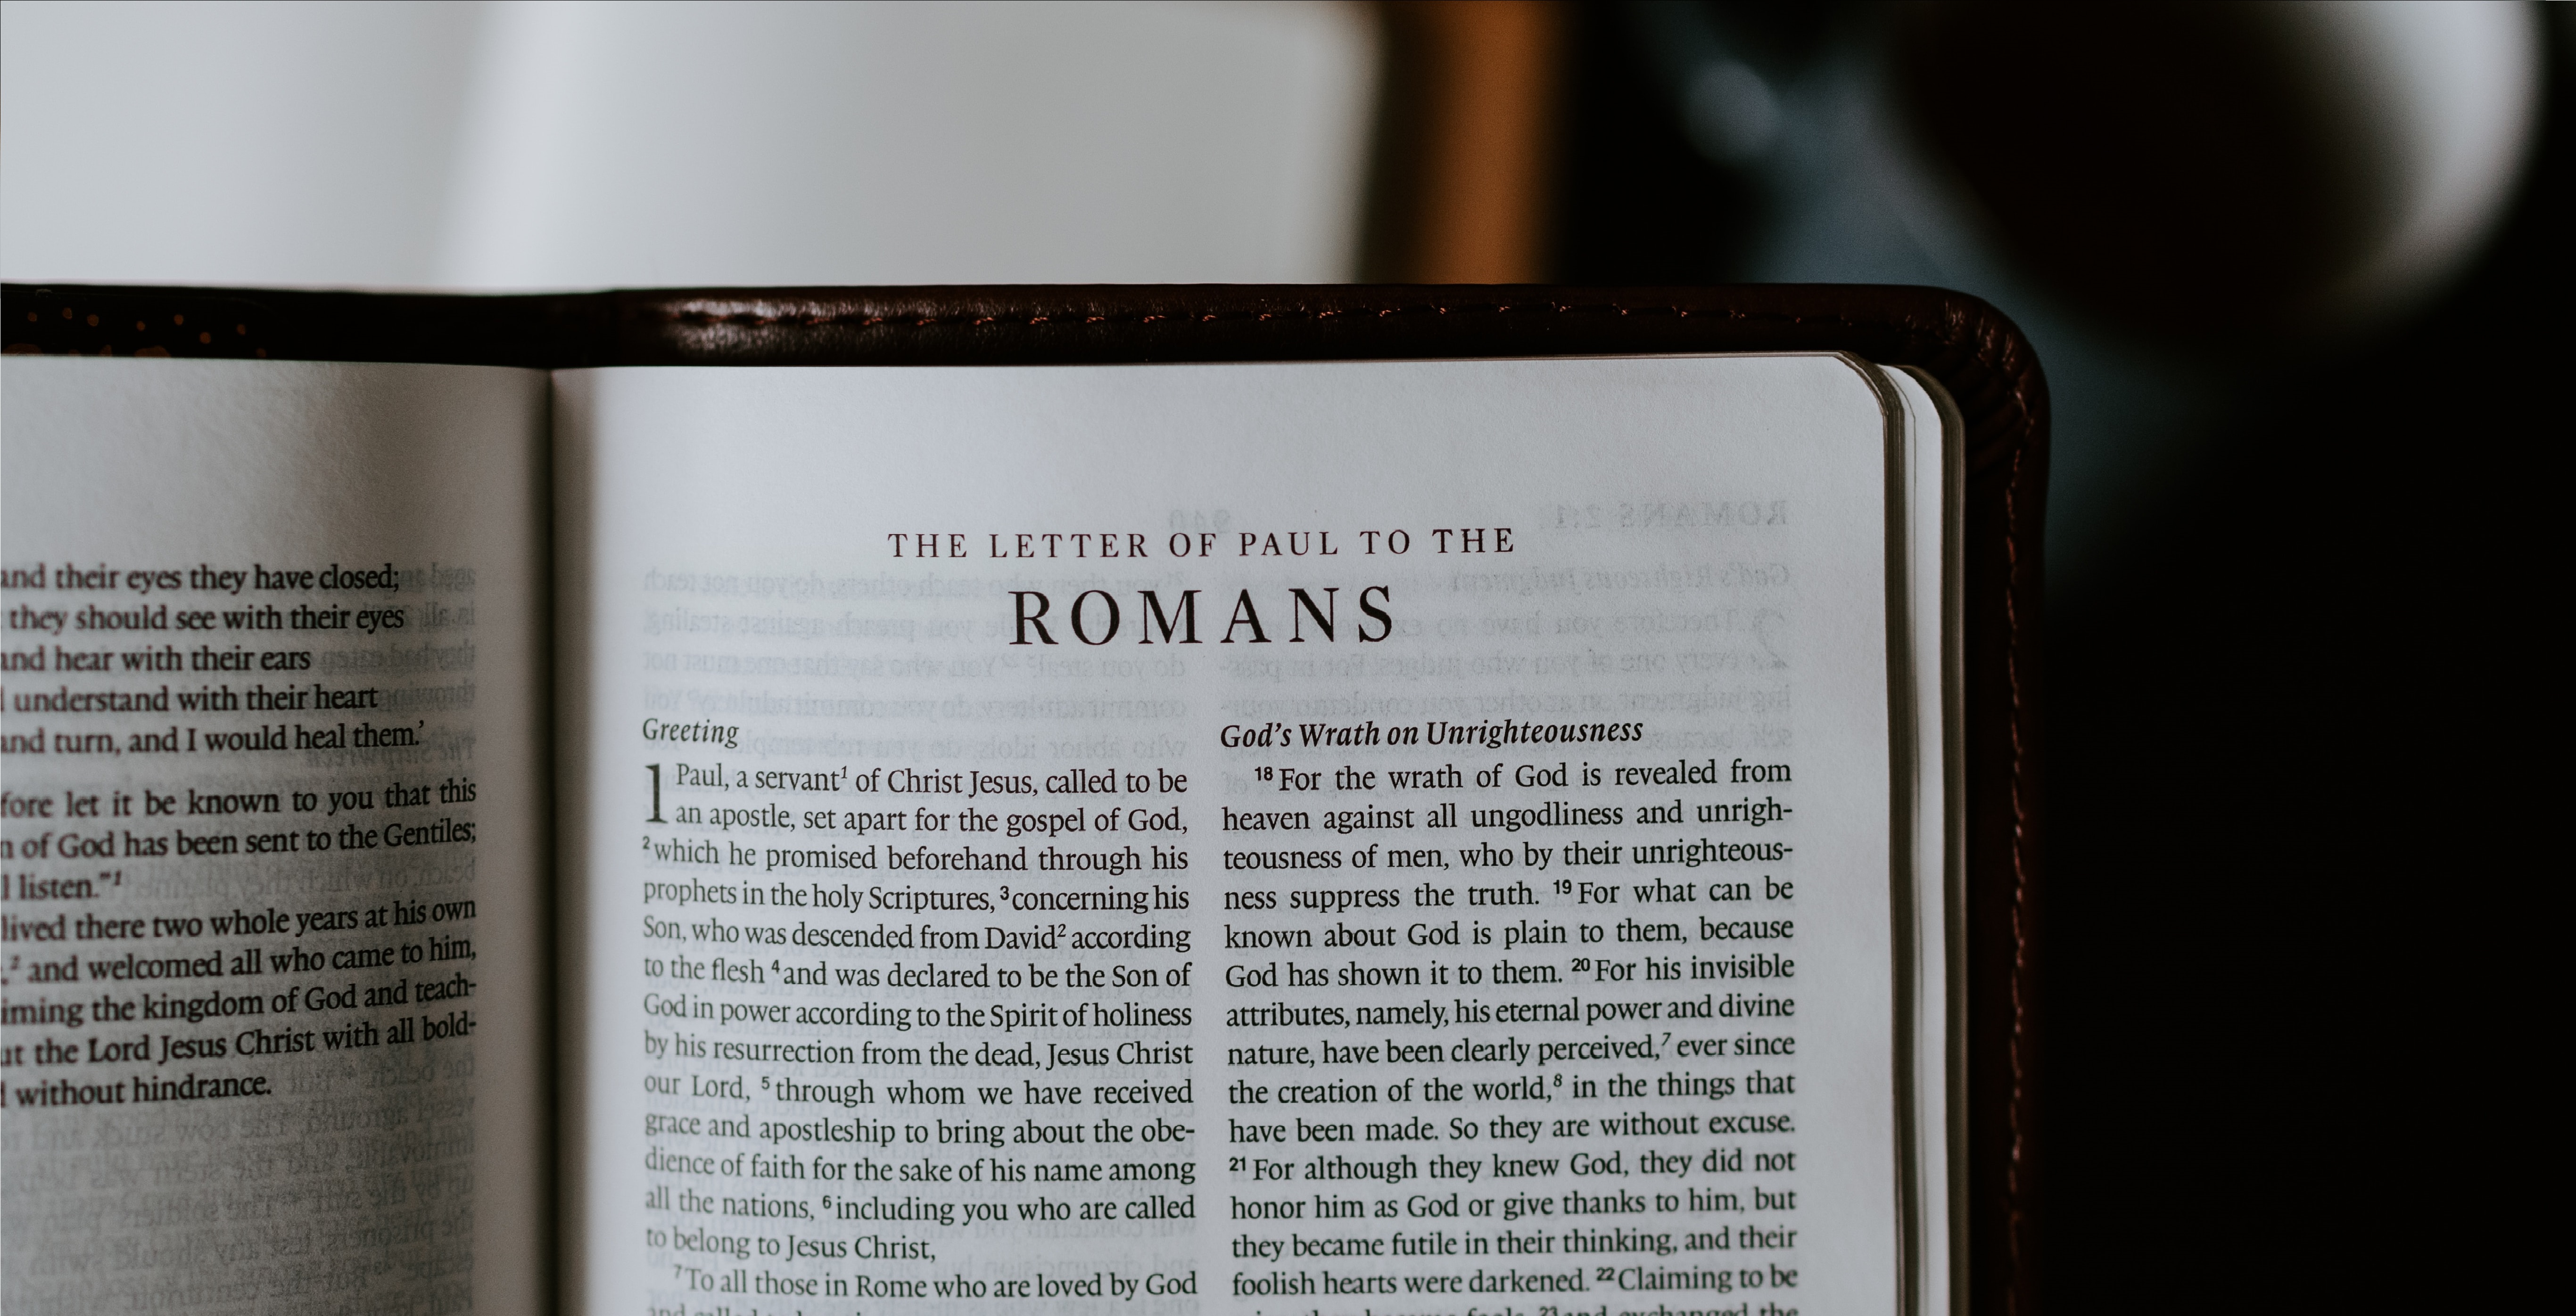 and their eyes they have closed;
they should see with their eyes
and hear with their ears
understand with their heart
and turn, and I would heal them.’
fore let it be known to you that this
of God has been sent to the Gentiles;
listen.”1
lived there two whole years at his own
2 and welcomed all who came to him,
iming the kingdom of God and teach-
ut the Lord Jesus Christ with all bold-
without hindrance.
THE LETTER OF PAUL TO THE
ROMANS
Greeting
1 Paul, a servant1 of Christ Jesus, called to be
an apostle, set apart for the gospel of God,
2 which he promised beforehand through his
prophets in the holy Scriptures, 3 concerning his
Son, who was descended from David2 according
to the flesh 4 and was declared to be the Son of
God in power according to the Spirit of holiness
by his resurrection from the dead, Jesus Christ
our Lord, 5 through whom we have received
grace and apostleship to bring about the obe-
dience of faith for the sake of his name among
all the nations, 6 including you who are called
to belong to Jesus Christ,
7 To all those in Rome who are loved by God
God’s Wrath on Unrighteousness
18 For the wrath of God is revealed from
heaven against all ungodliness and unrigh-
teousness of men, who by their unrighteous-
ness suppress the truth. 19 For what can be
known about God is plain to them, because
God has shown it to them. 20 For his invisible
attributes, namely, his eternal power and divine
nature, have been clearly perceived,7 ever since
the creation of the world,8 in the things that
have been made. So they are without excuse.
21 For although they knew God, they did not
honor him as God or give thanks to him, but
they became futile in their thinking, and their
foolish hearts were darkened. 22 Claiming to be
23 and exchanged the